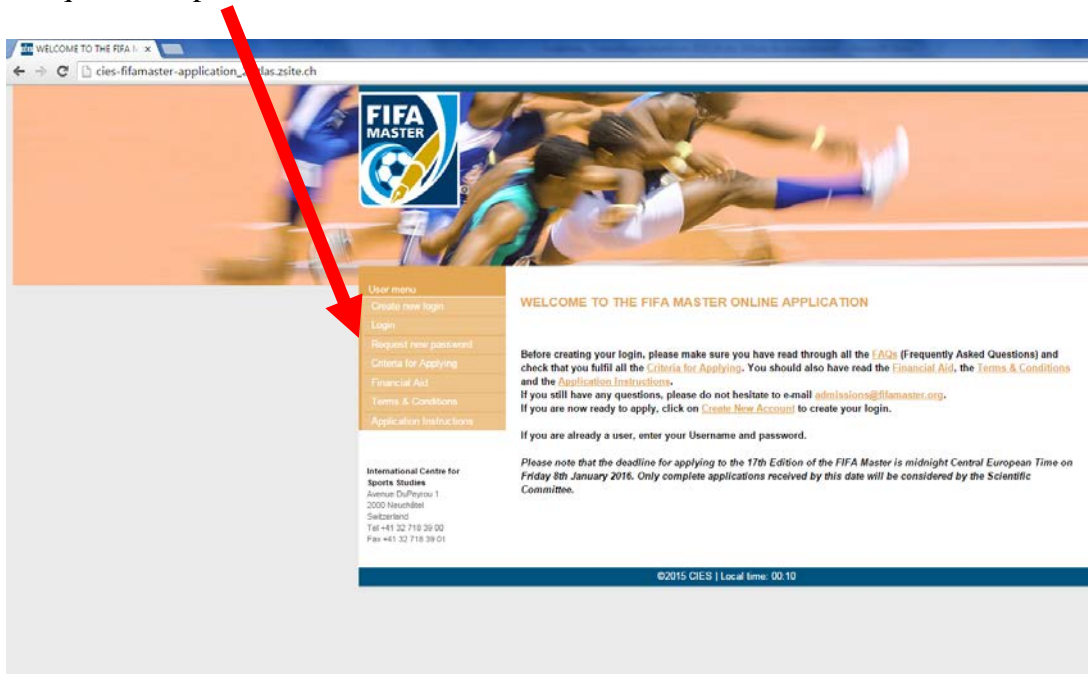 WELCOME TO THE FIFA M
cies-fifamaster-application_
las.zsite.ch
FIFA
MASTER
User menu
Create new login
Login
Request new password
Criteria for Applying
Financial Aid
Terms & Conditions
Application Instructions
International Centre for
Sports Studies
Avenue DuPeyrou 1
2000 Neuchâtel
Switzerland
Tel +41 32 718 39 00
Fax +41 32 718 39 01
WELCOME TO THE FIFA MASTER ONLINE APPLICATION
Before creating your login, please make sure you have read through all the FAQs (Frequently Asked Questions) and
check that you fulfil all the Criteria for Applying. You should also have read the Financial Aid, the Terms & Conditions
and the Application Instructions.
If you still have any questions, please do not hesitate to e-mail admissions@fifamaster.org.
If you are now ready to apply, click on Create New Account to create your login.
If you are already a user, enter your Username and password.
Please note that the deadline for applying to the 17th Edition of the FIFA Master is midnight Central European Time on
Friday 8th January 2016. Only complete applications received by this date will be considered by the Scientific
Committee.
©2015 CIES | Local time: 00:10